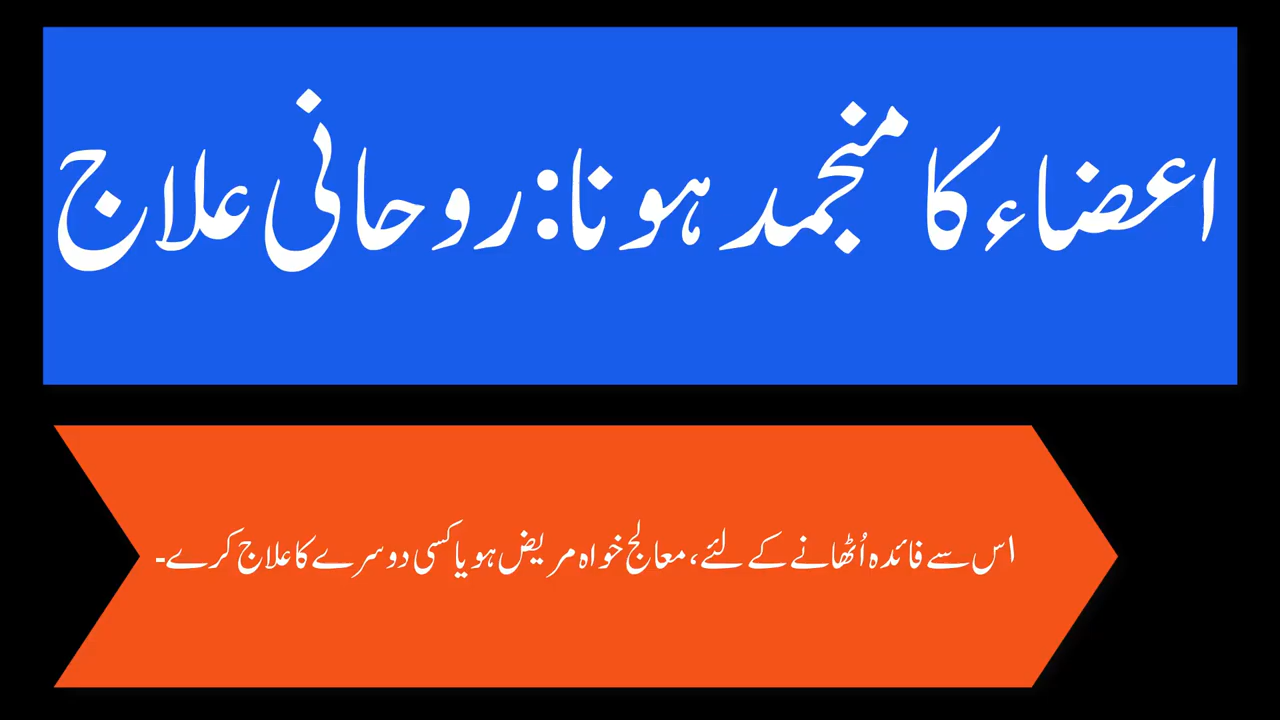 اعضاء کا منجمد ہونا: روحانی علاج
اس سے فائدہ اُٹھانے کے لئے، معالج خواہ مریض ہو یا کسی دوسرے کا علاج کرے۔